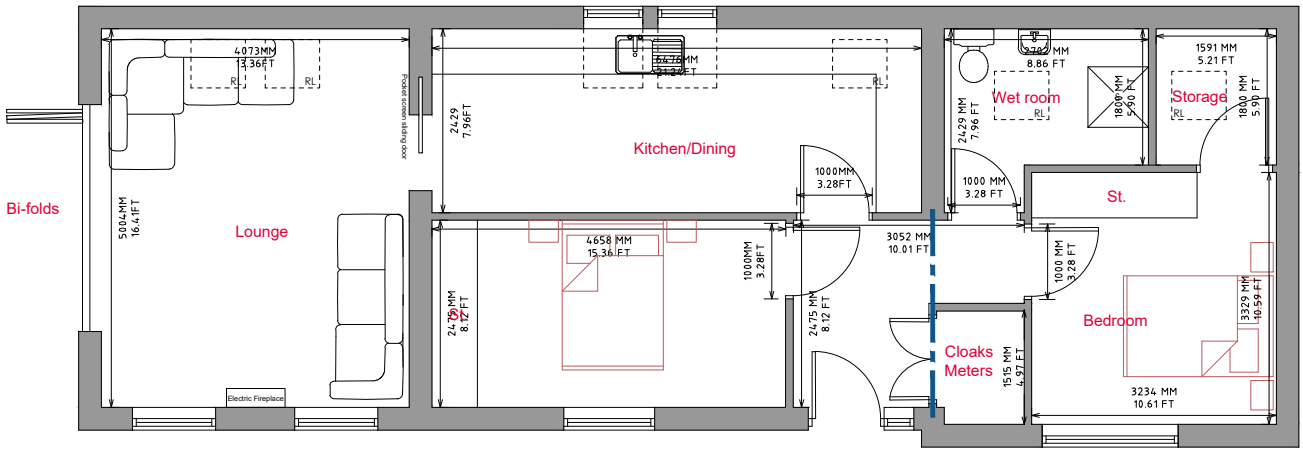 4073MM
13.36FT
RL
RL
Pocket screen sliding door
5004MM
16.41FT
Bi-folds
Lounge
Electric Fireplace
6476MM
21.24FT
RL
2429
7.96FT
Kitchen/Dining
1000MM
3.28FT
4658 MM
15.36 FT
2475 MM
8.12 FT
St.
1000MM
3.28FT
3052 MM
10.01 FT
2475 MM
8.12 FT
2702 MM
8.86 FT
Wet room
RL
2429 MM
7.96 FT
1800 MM
5.90 FT
1000 MM
3.28 FT
1591 MM
5.21 FT
Storage
RL
1800 MM
5.90 FT
St.
1000 MM
3.28 FT
Bedroom
3329 MM
10.59 FT
3234 MM
10.61 FT
Cloaks
Meters
1515 MM
4.97 FT